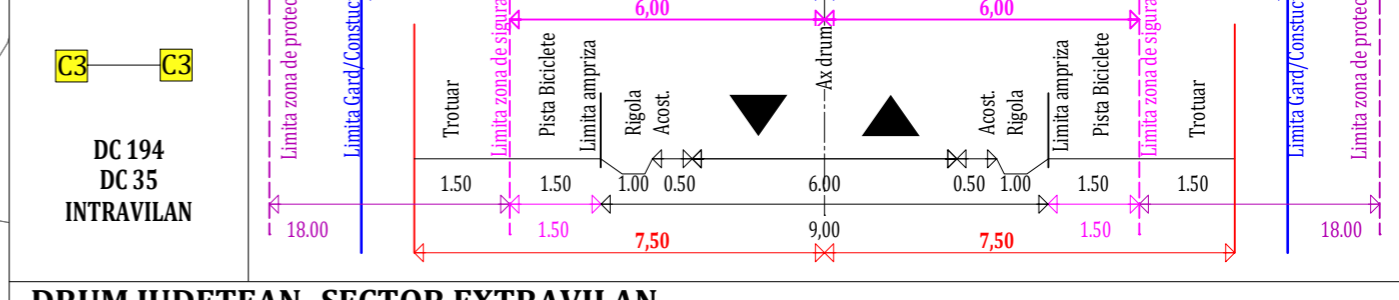 6,00 6,00
C3 C3
DC 194
DC 35
INTRAVILAN
Limita zona de protec
Limita Gard/Constuc
Trotuar
Limita zona de sigura
Pista Biciclete
Limita ampriza
Rigola
Acost.
Ax drum
Acost.
Rigola
Limita ampriza
Pista Biciclete
Limita zona de sigura
Trotuar
Limita Gard/Constuc
Limita zona de protec
1.50 1.50 1.00 0.50 6.00 0.50 1.00 1.50 1.50
18.00 1.50 9,00 1.50 18.00
7,50 7,50
DRUM JUDETEAN- SECTOR EXTRAVILAN